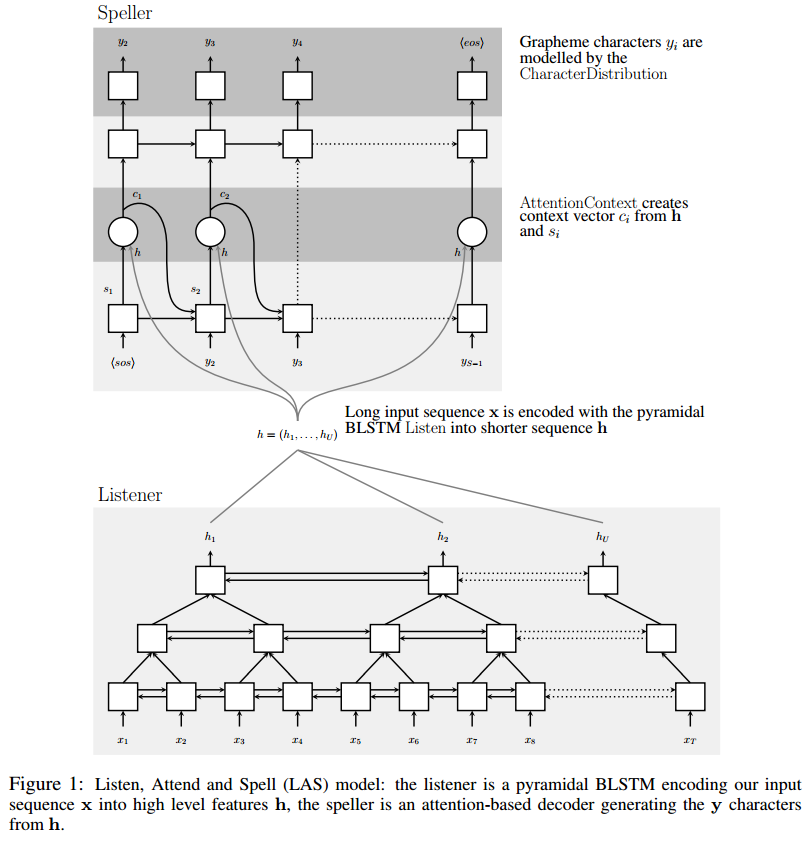 Speller
y2 y3 y4 ⟨eos⟩
Grapheme characters yi are
modelled by the
CharacterDistribution
c1 c2
AttentionContext creates
context vector ci from h
and si
h h h
s1 s2
⟨sos⟩ y2 y3 yS−1
Long input sequence x is encoded with the pyramidal
BLSTM Listen into shorter sequence h
h = (h1, . . . , hU)
Listener
h1 h2 hU
x1 x2 x3 x4 x5 x6 x7 x8 xT
Figure 1: Listen, Attend and Spell (LAS) model: the listener is a pyramidal BLSTM encoding our input
sequence x into high level features h, the speller is an attention-based decoder generating the y characters
from h.